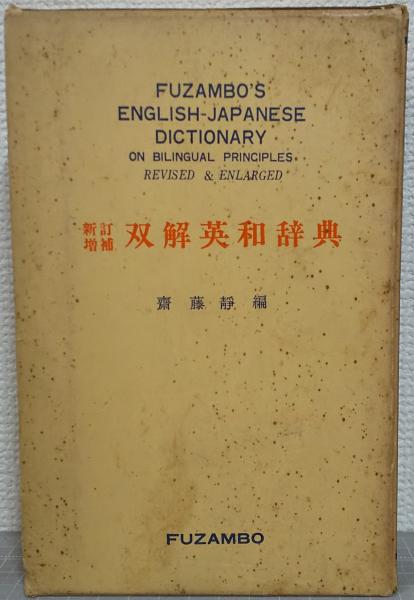 FUZAMBO'S
ENGLISH-JAPANESE
DICTIONARY
ON BILINGUAL PRINCIPLES
REVISED & ENLARGED
新訂増補 双解英和辞典
齋藤靜編
FUZAMBO